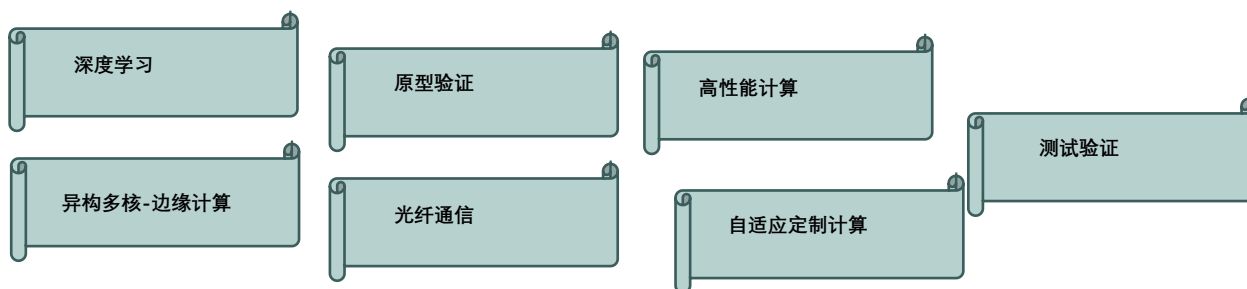 深度学习
原型验证
高性能计算
测试验证
异构多核-边缘计算
光纤通信
自适应定制计算